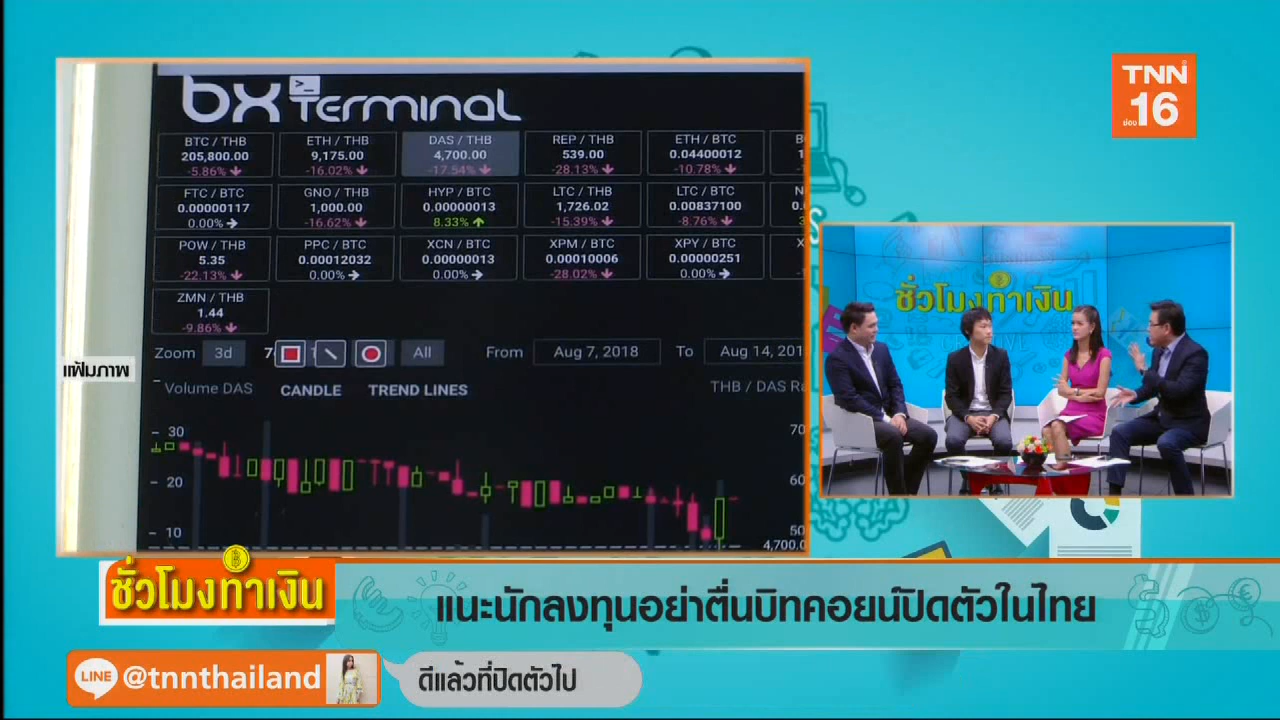 bx >_ Terminal
BTC / THB ETH / THB DAS / THB REP / THB ETH / BTC
205,800.00 9,175.00 4,700.00 539.00 0.04400012
-5.86% -16.02% -17.54% -28.13% -10.78%
FTC / BTC GNO / THB HYP / BTC LTC / THB LTC / BTC
0.00000117 1,000.00 0.00000013 1,726.02 0.00837100
0.00% -16.62% 8.33% -15.39% -8.76%
POW / THB PPC / BTC XCN / BTC XPM / BTC XPY / BTC
5.35 0.00012032 0.00000013 0.00010006 0.00000251
-22.13% 0.00% 0.00% -28.02% 0.00%
ZMN / THB
1.44
-9.86%
Zoom 3d All From Aug 7, 2018 To Aug 14, 201
Volume DAS CANDLE TREND LINES THB / DAS Ra
30
20
10
70
60
50
4,700.0
แฟ้มภาพ
TNN
ช่อง 16
ชั่วโมงทำเงิน
ชั่วโมงทำเงิน
แนะนักลงทุนอย่าตื่นบิทคอยน์ปิดตัวในไทย
LINE @tnnthailand
ดีแล้วที่ปิดตัวไป